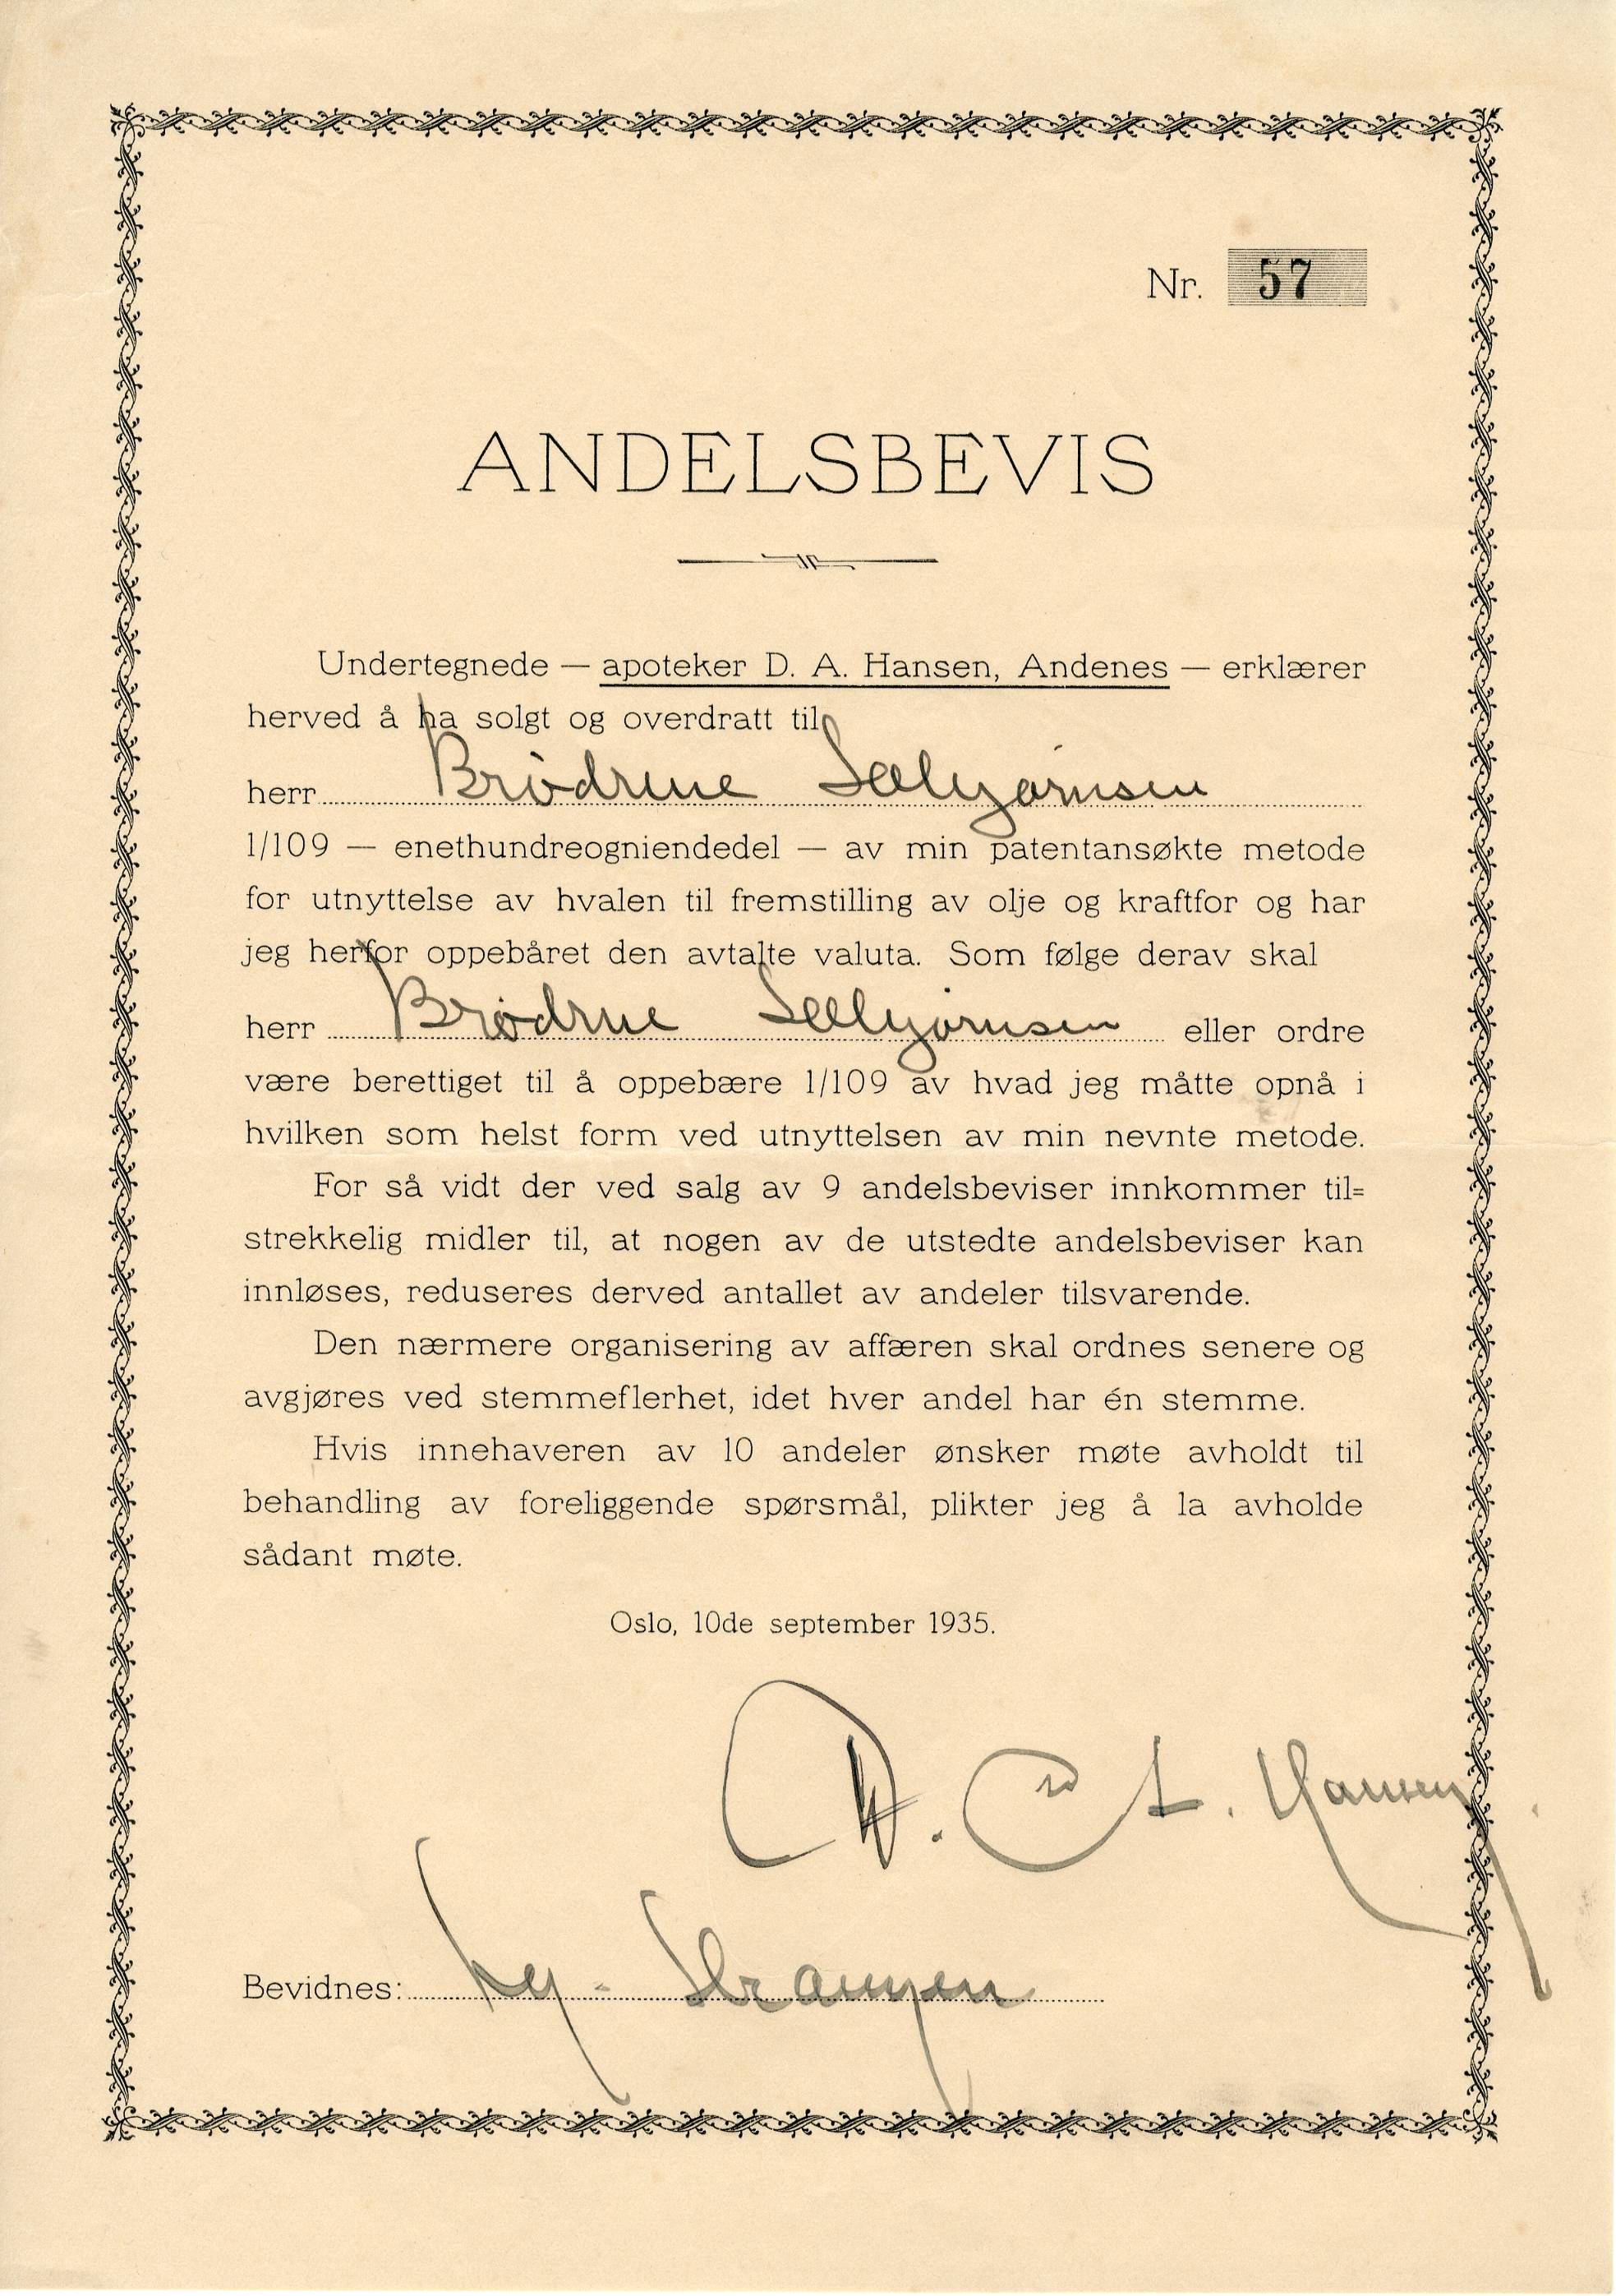 Nr. 57
ANDELSBEVIS
Undertegnede — apoteker D. A. Hansen, Andenes — erklærer
herved å ha solgt og overdratt til
herr Brødrene
1/109 — enethundreogniendedel — av min patentansøkte metode
for utnyttelse av hvalen til fremstilling av olje og kraftfor og har
jeg herfor oppebåret den avtalte valuta. Som følge derav skal
herr Brødrene eller ordre
være berettiget til å oppebære 1/109 av hvad jeg måtte opnå i
hvilken som helst form ved utnyttelsen av min nevnte metode.
For så vidt der ved salg av 9 andelsbeviser innkommer til=
strekkelig midler til, at nogen av de utstedte andelsbeviser kan
innløses, reduseres derved antallet av andeler tilsvarende.
Den nærmere organisering av affæren skal ordnes senere og
avgjøres ved stemmeflerhet, idet hver andel har én stemme.
Hvis innehaveren av 10 andeler ønsker møte avholdt til
behandling av foreliggende spørsmål, plikter jeg å la avholde
sådant møte.
Oslo, 10de september 1935.
D. A. Hansen
Bevidnes: